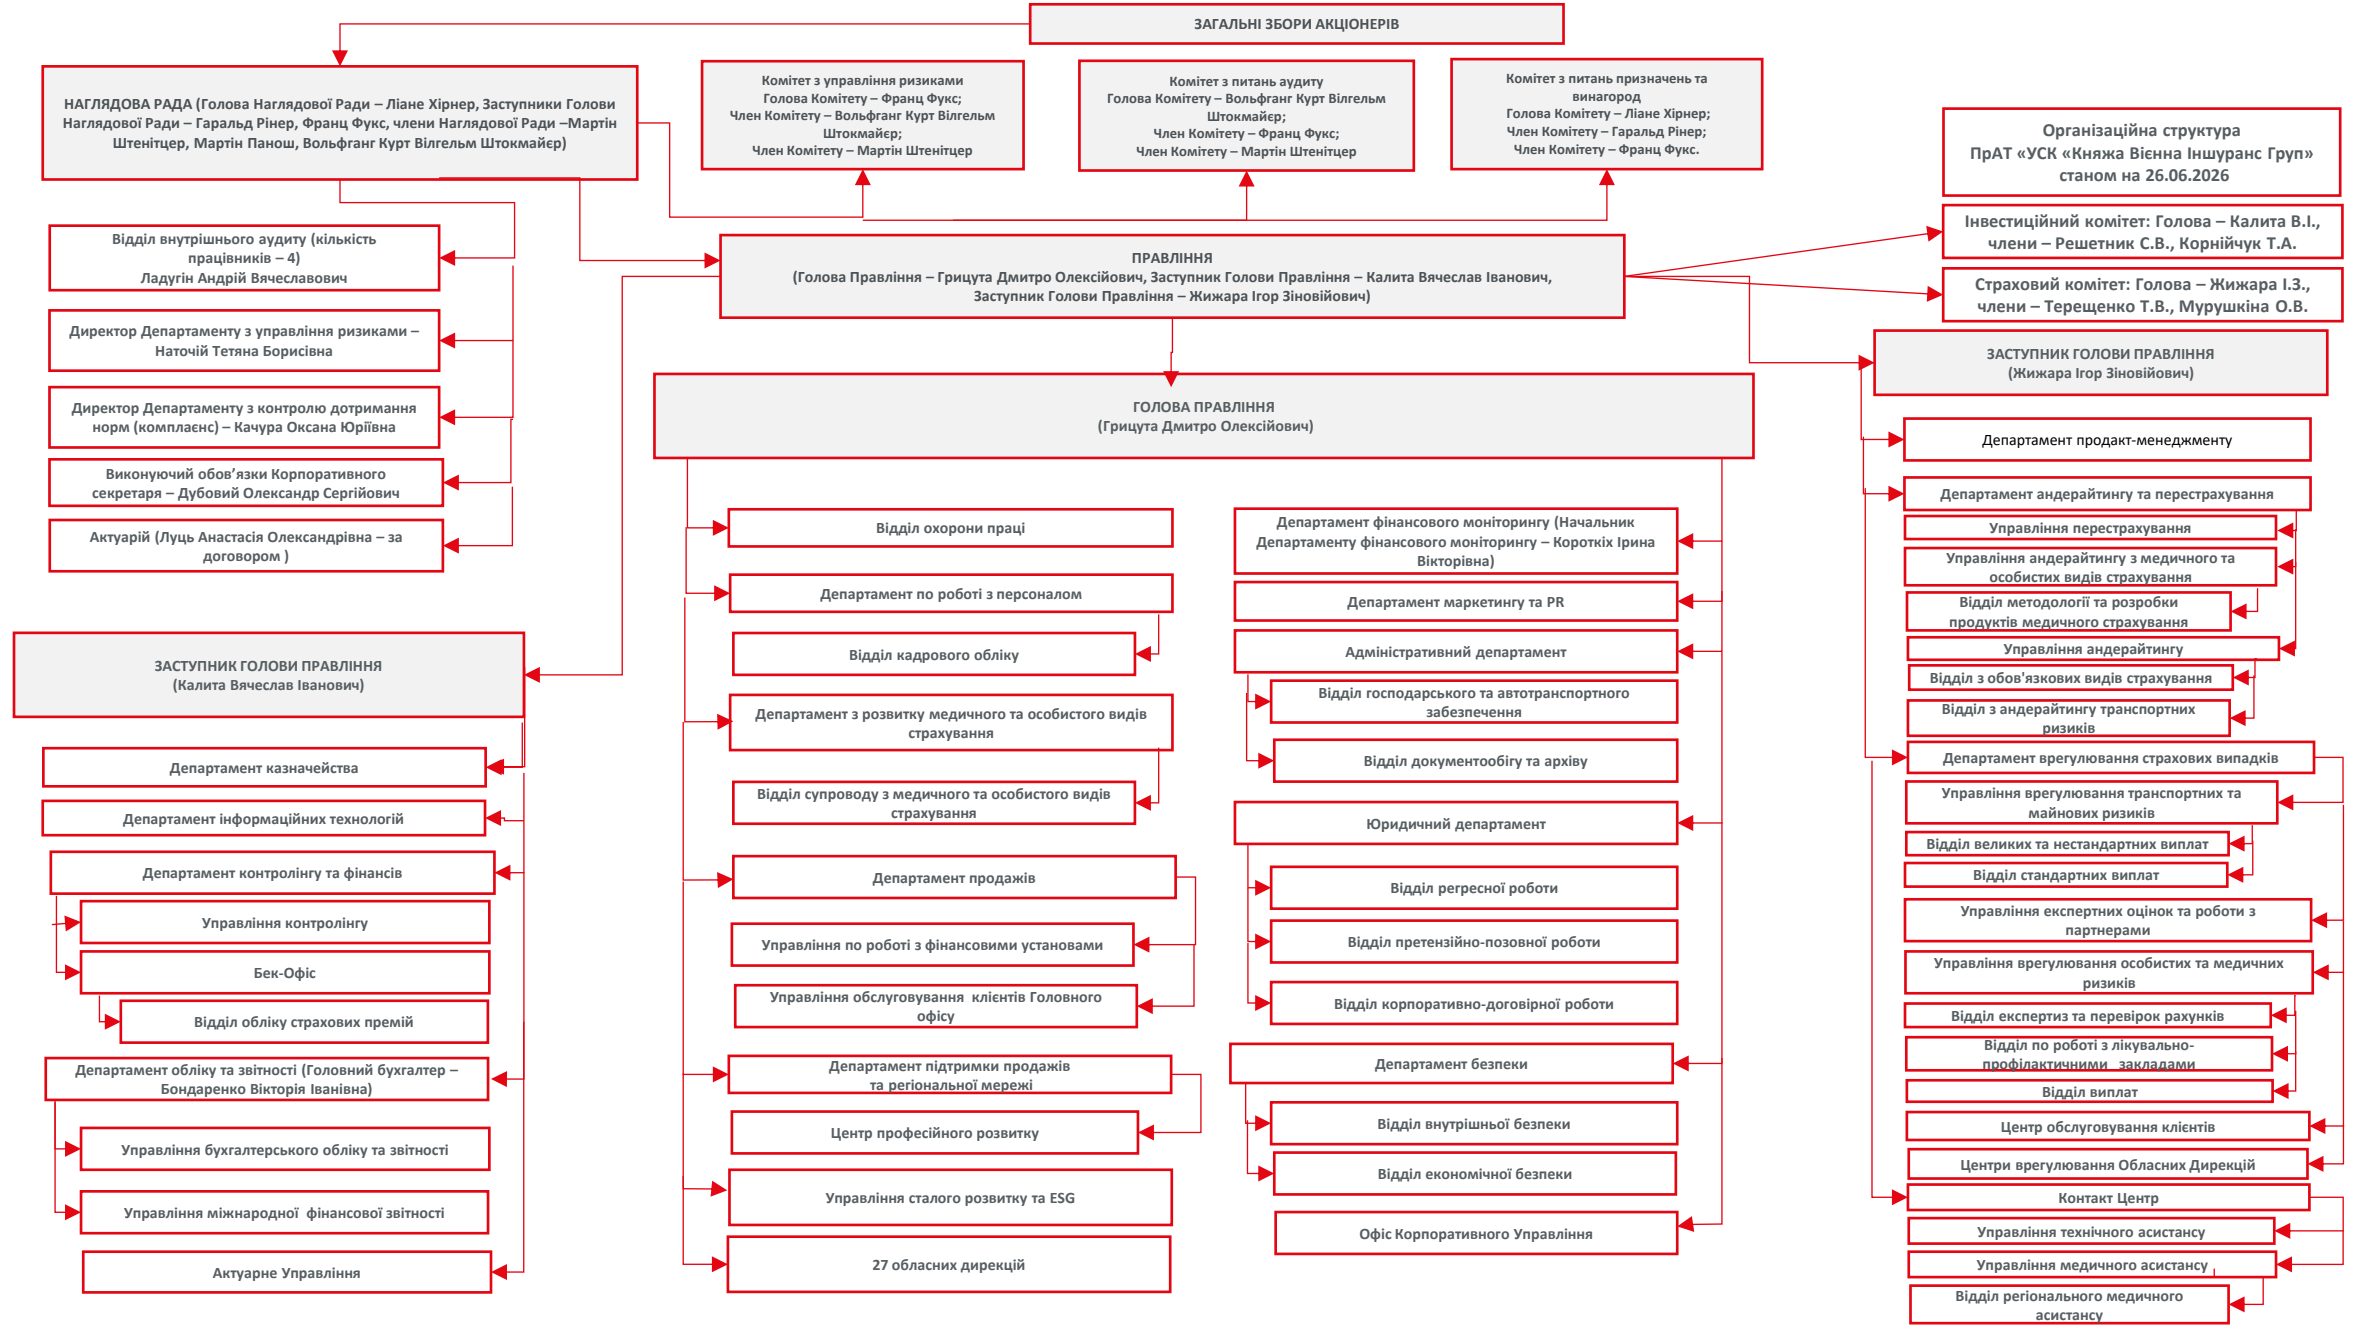 ЗАГАЛЬНІ ЗБОРИ АКЦІОНЕРІВ
НАГЛЯДОВА РАДА (Голова Наглядової Ради – Ліане Хірнер, Заступники Голови
Наглядової Ради – Гаральд Рінер, Франц Фукс, члени Наглядової Ради –Мартін
Штенітцер, Мартін Панош, Вольфганг Курт Вілгельм Штокмайєр)
Комітет з управління ризиками
Голова Комітету – Франц Фукс;
Член Комітету – Вольфганг Курт Вілгельм
Штокмайєр;
Член Комітету – Мартін Штенітцер
Комітет з питань аудиту
Голова Комітету – Вольфганг Курт Вілгельм
Штокмайєр;
Член Комітету – Франц Фукс;
Член Комітету – Мартін Штенітцер
Комітет з питань призначень та
винагород
Голова Комітету – Ліане Хірнер;
Член Комітету – Гаральд Рінер;
Член Комітету – Франц Фукс.
Організаційна структура
ПрАТ «УСК «Княжа Вієнна Іншуранс Груп»
станом на 26.06.2026
Інвестиційний комітет: Голова – Калита В.І.,
члени – Решетник С.В., Корнійчук Т.А.
Страховий комітет: Голова – Жижара І.З.,
члени – Терещенко Т.В., Мурушкіна О.В.
ПРАВЛІННЯ
(Голова Правління – Грицута Дмитро Олексійович, Заступник Голови Правління – Калита Вячеслав Іванович,
Заступник Голови Правління – Жижара Ігор Зіновійович)
Відділ внутрішнього аудиту (кількість
працівників – 4)
Ладугін Андрій Вячеславович
Директор Департаменту з управління ризиками –
Наточій Тетяна Борисівна
Директор Департаменту з контролю дотримання
норм (комплаєнс) – Качура Оксана Юріївна
Виконуючий обов’язки Корпоративного
секретаря – Дубовий Олександр Сергійович
Актуарій (Луць Анастасія Олександрівна – за
договором )
ЗАСТУПНИК ГОЛОВИ ПРАВЛІННЯ
(Калита Вячеслав Іванович)
Департамент казначейства
Департамент інформаційних технологій
Департамент контролінгу та фінансів
Управління контролінгу
Бек-Офіс
Відділ обліку страхових премій
Департамент обліку та звітності (Головний бухгалтер –
Бондаренко Вікторія Іванівна)
Управління бухгалтерського обліку та звітності
Управління міжнародної  фінансової звітності
Актуарне Управління
ГОЛОВА ПРАВЛІННЯ
(Грицута Дмитро Олексійович)
Відділ охорони праці
Департамент по роботі з персоналом
Відділ кадрового обліку
Департамент з розвитку медичного та особистого видів
страхування
Відділ супроводу з медичного та особистого видів
страхування
Департамент продажів
Управління по роботі з фінансовими установами
Управління обслуговування  клієнтів Головного
офісу
Департамент підтримки продажів
та регіональної мережі
Центр професійного розвитку
Управління сталого розвитку та ESG
27 обласних дирекцій
Департамент фінансового моніторингу (Начальник
Департаменту фінансового моніторингу – Коротких Ірина
Вікторівна)
Департамент маркетингу та PR
Адміністративний департамент
Відділ господарського та автотранспортного
забезпечення
Відділ документообігу та архіву
Юридичний департамент
Відділ регресної роботи
Відділ претензійно-позовної роботи
Відділ корпоративно-договірної роботи
Департамент безпеки
Відділ внутрішньої безпеки
Відділ економічної безпеки
Офіс Корпоративного Управління
ЗАСТУПНИК ГОЛОВИ ПРАВЛІННЯ
(Жижара Ігор Зіновійович)
Департамент продакт-менеджменту
Департамент андерайтингу та перестрахування
Управління перестрахування
Управління андерайтингу з медичного та
особистих видів страхування
Відділ методології та розробки
продуктів медичного страхування
Управління андерайтингу
Відділ з обов'язкових видів страхування
Відділ з андерайтингу транспортних
ризиків
Департамент врегулювання страхових випадків
Управління врегулювання транспортних та
майнових ризиків
Відділ великих та нестандартних виплат
Відділ стандартних виплат
Управління експертних оцінок та роботи з
партнерами
Управління врегулювання особистих та медичних
ризиків
Відділ експертиз та перевірок рахунків
Відділ по роботі з лікувально-
профілактичними   закладами
Відділ виплат
Центр обслуговування клієнтів
Центри врегулювання Обласних Дирекцій
Контакт Центр
Управління технічного асистансу
Управління медичного асистансу
Відділ регіонального медичного
асистансу